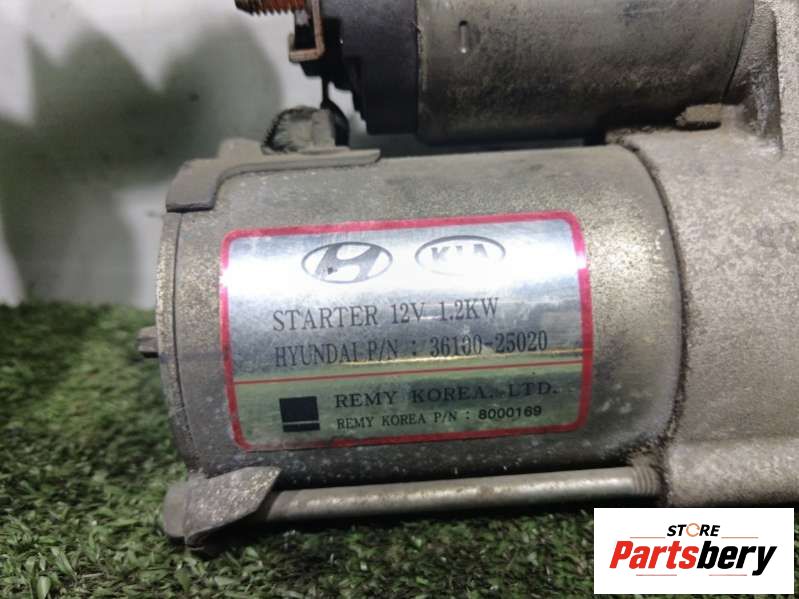 KIA
STARTER 12V 1.2KW
HYUNDAI P/N : 36100-25020
REMY KOREA. LTD.
REMY KOREA P/N : 8000169
STORE
Partsbery